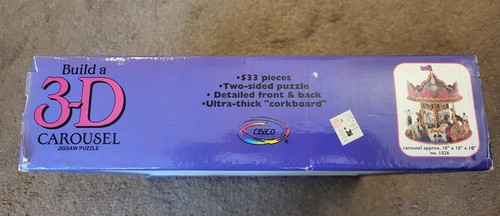 Build a
3-D
CAROUSEL
JIGSAW PUZZLE
•533 pieces
•Two-sided puzzle
• Detailed front & back
•Ultra-thick "corkboard"
carousel approx. 10" x 10" x 10"
no. 1026